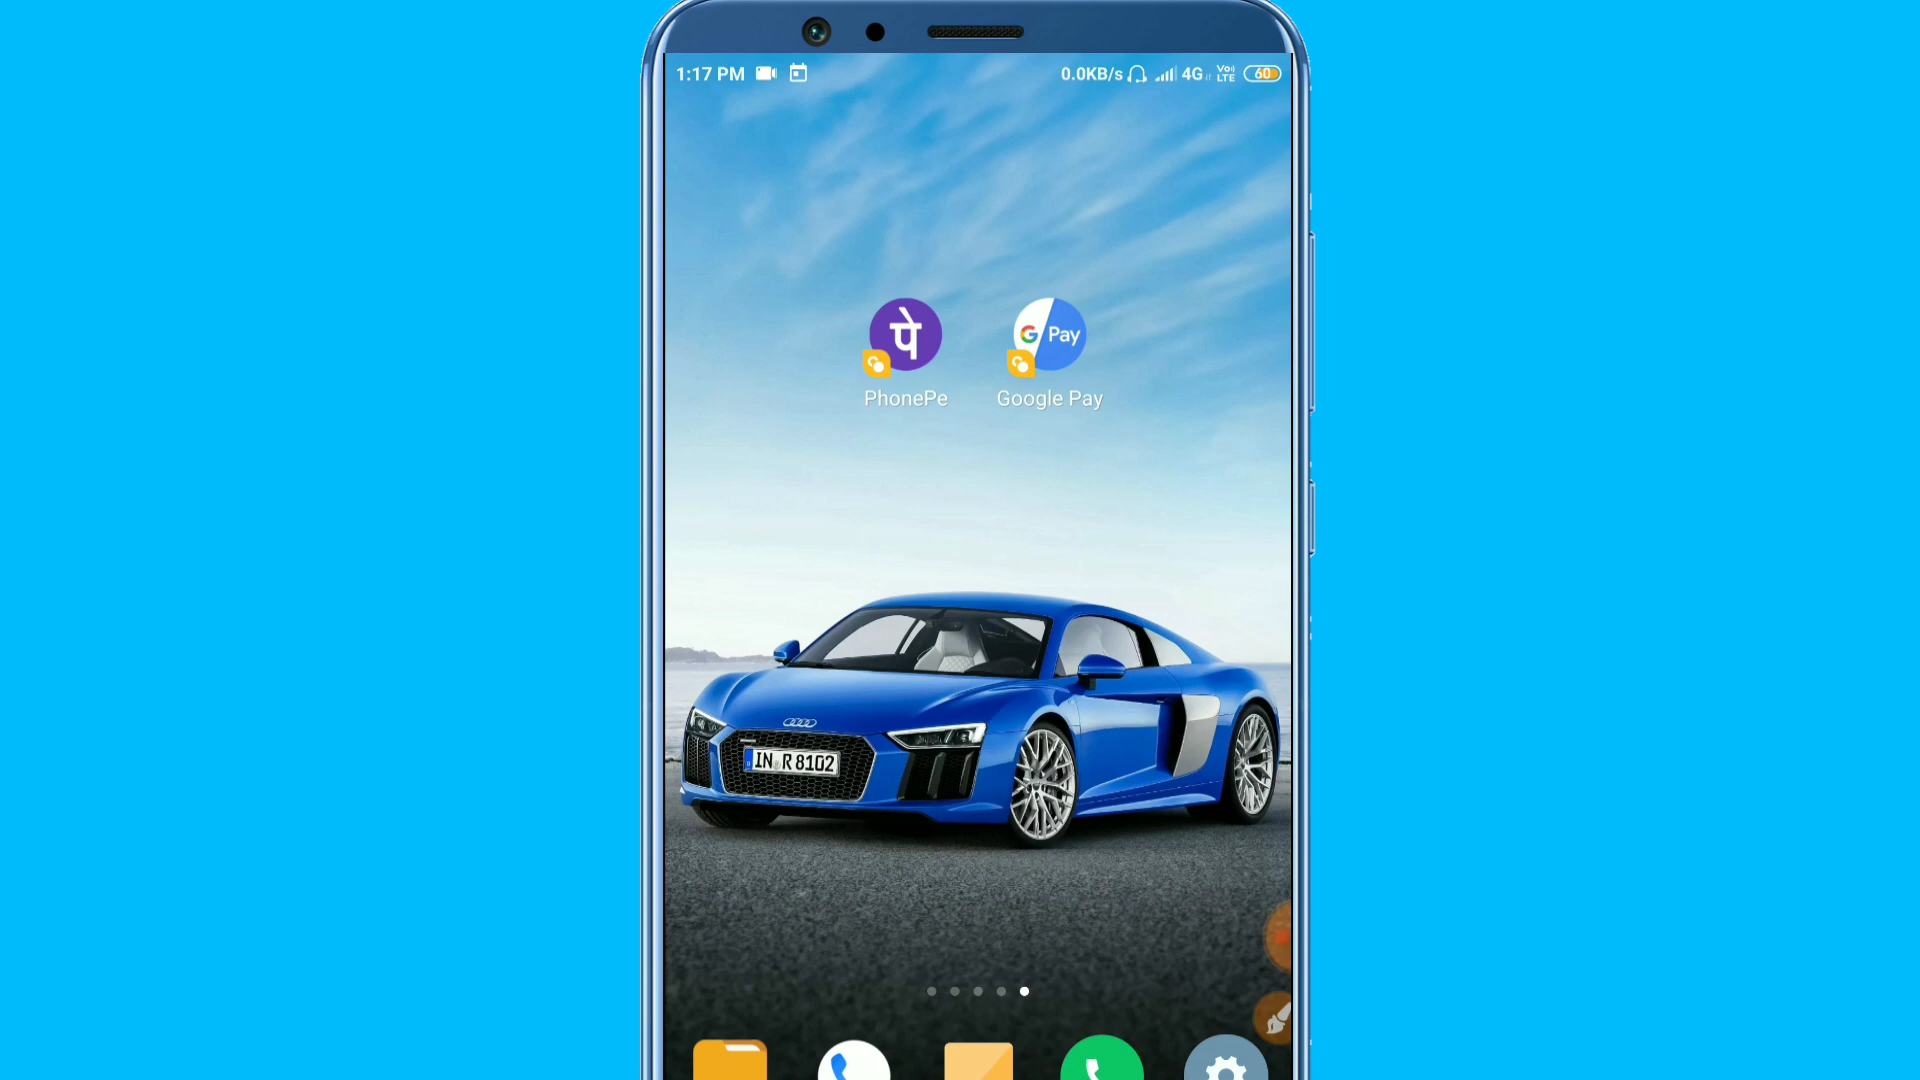 1:17 PM 0.0KB/s 4G Vo) LTE 60
पे G Pay
PhonePe Google Pay
IN R 8102